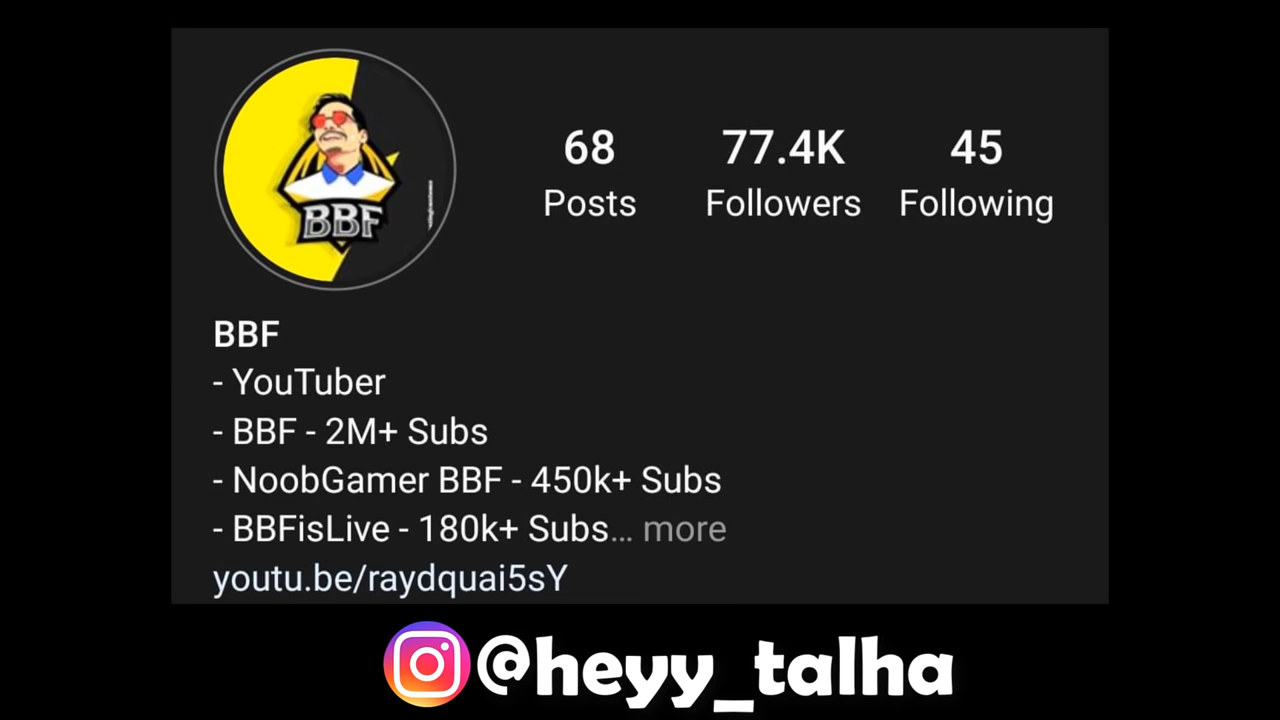 BBF
68
Posts
77.4K
Followers
45
Following
BBF
- YouTuber
- BBF - 2M+ Subs
- NoobGamer BBF - 450k+ Subs
- BBFisLive - 180k+ Subs... more
youtu.be/raydquai5sY
@heyy_talha